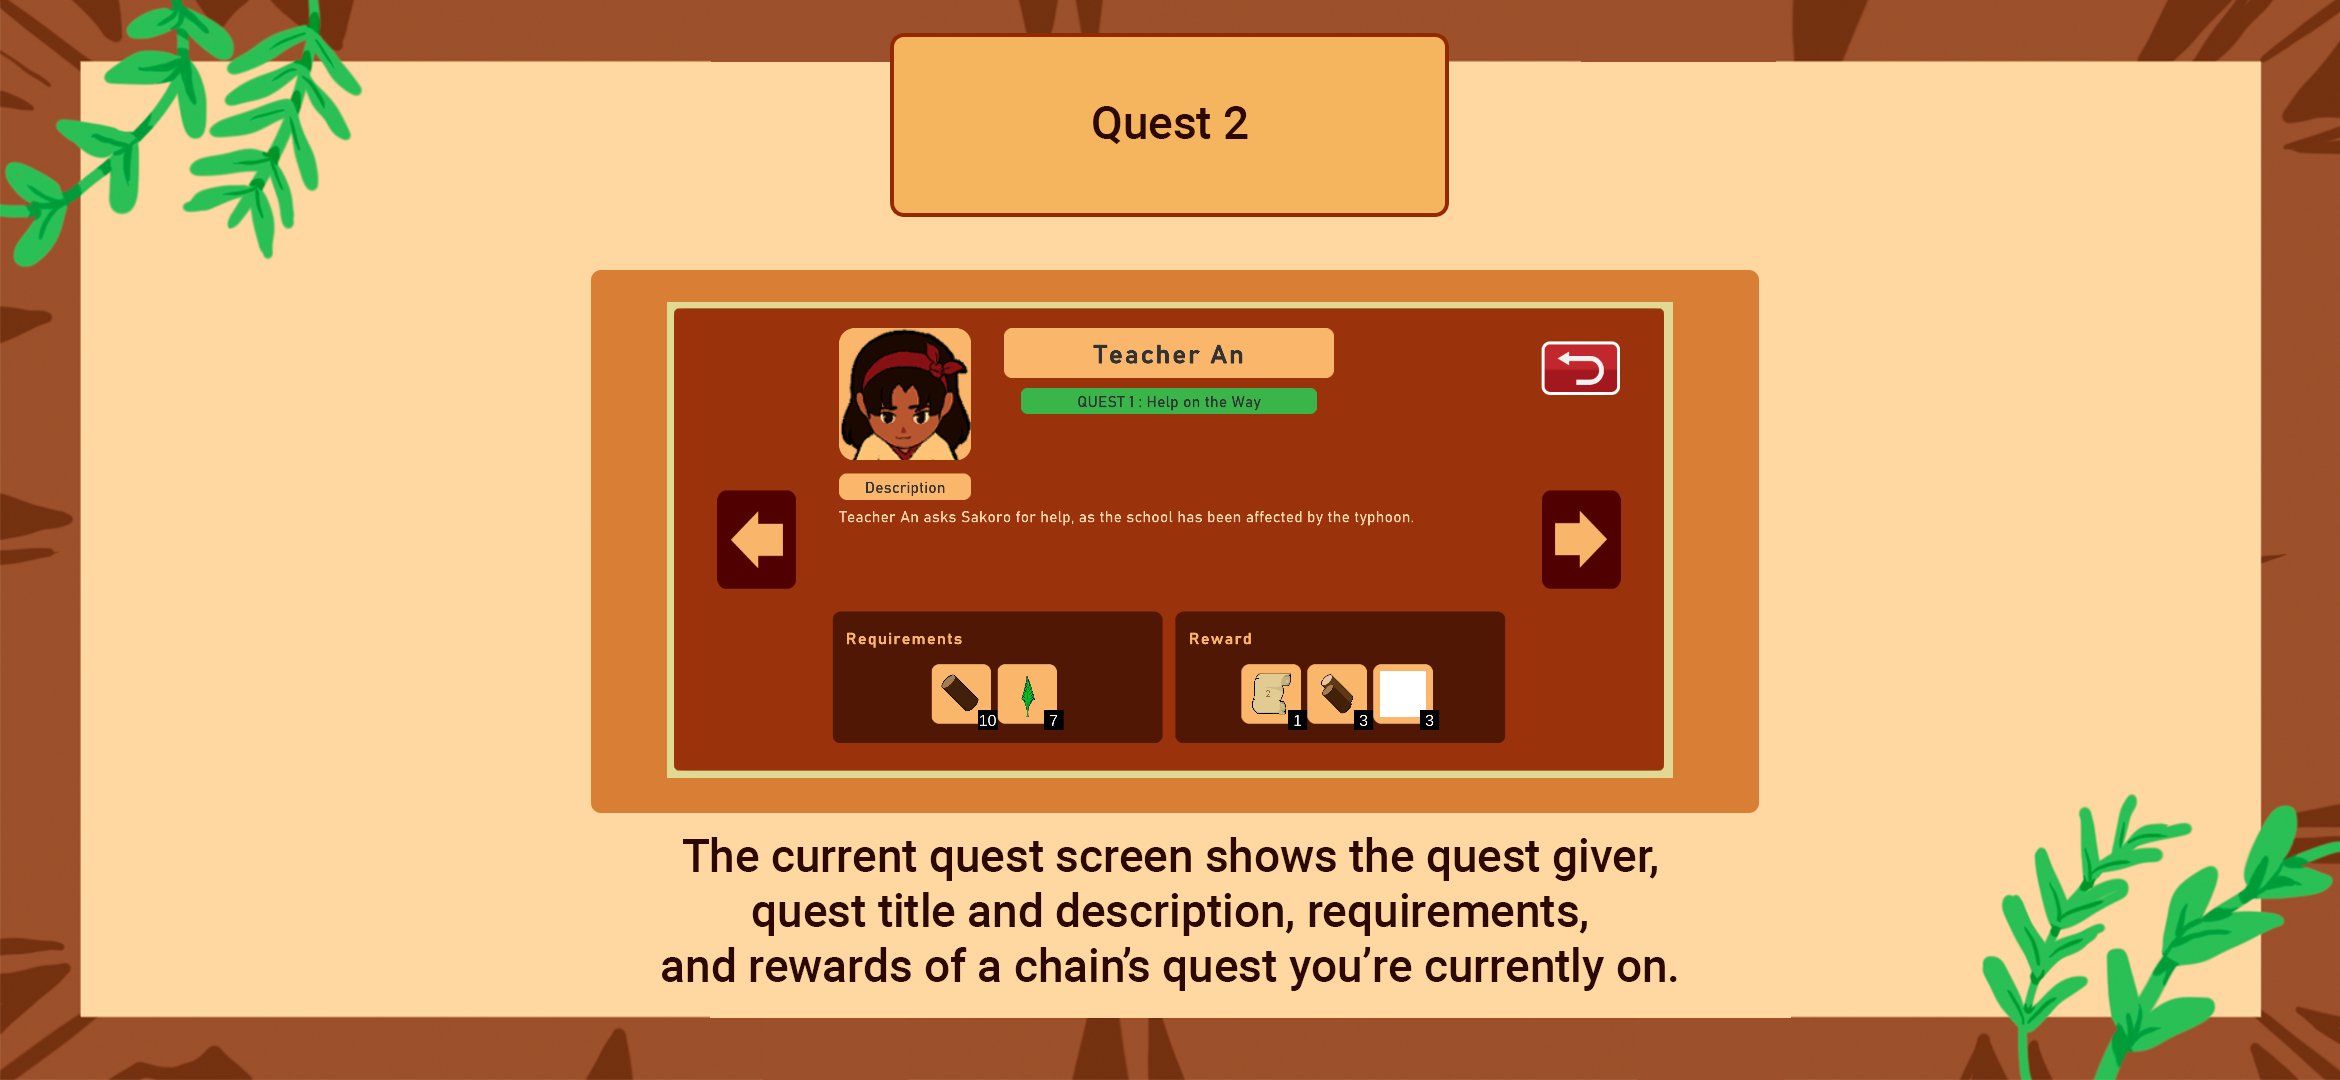 Quest 2
Teacher An
QUEST 1 : Help on the Way
Description
Teacher An asks Sakoro for help, as the school has been affected by the typhoon.
Requirements
10
7
Reward
2
1
3
3
The current quest screen shows the quest giver,
quest title and description, requirements,
and rewards of a chain’s quest you’re currently on.